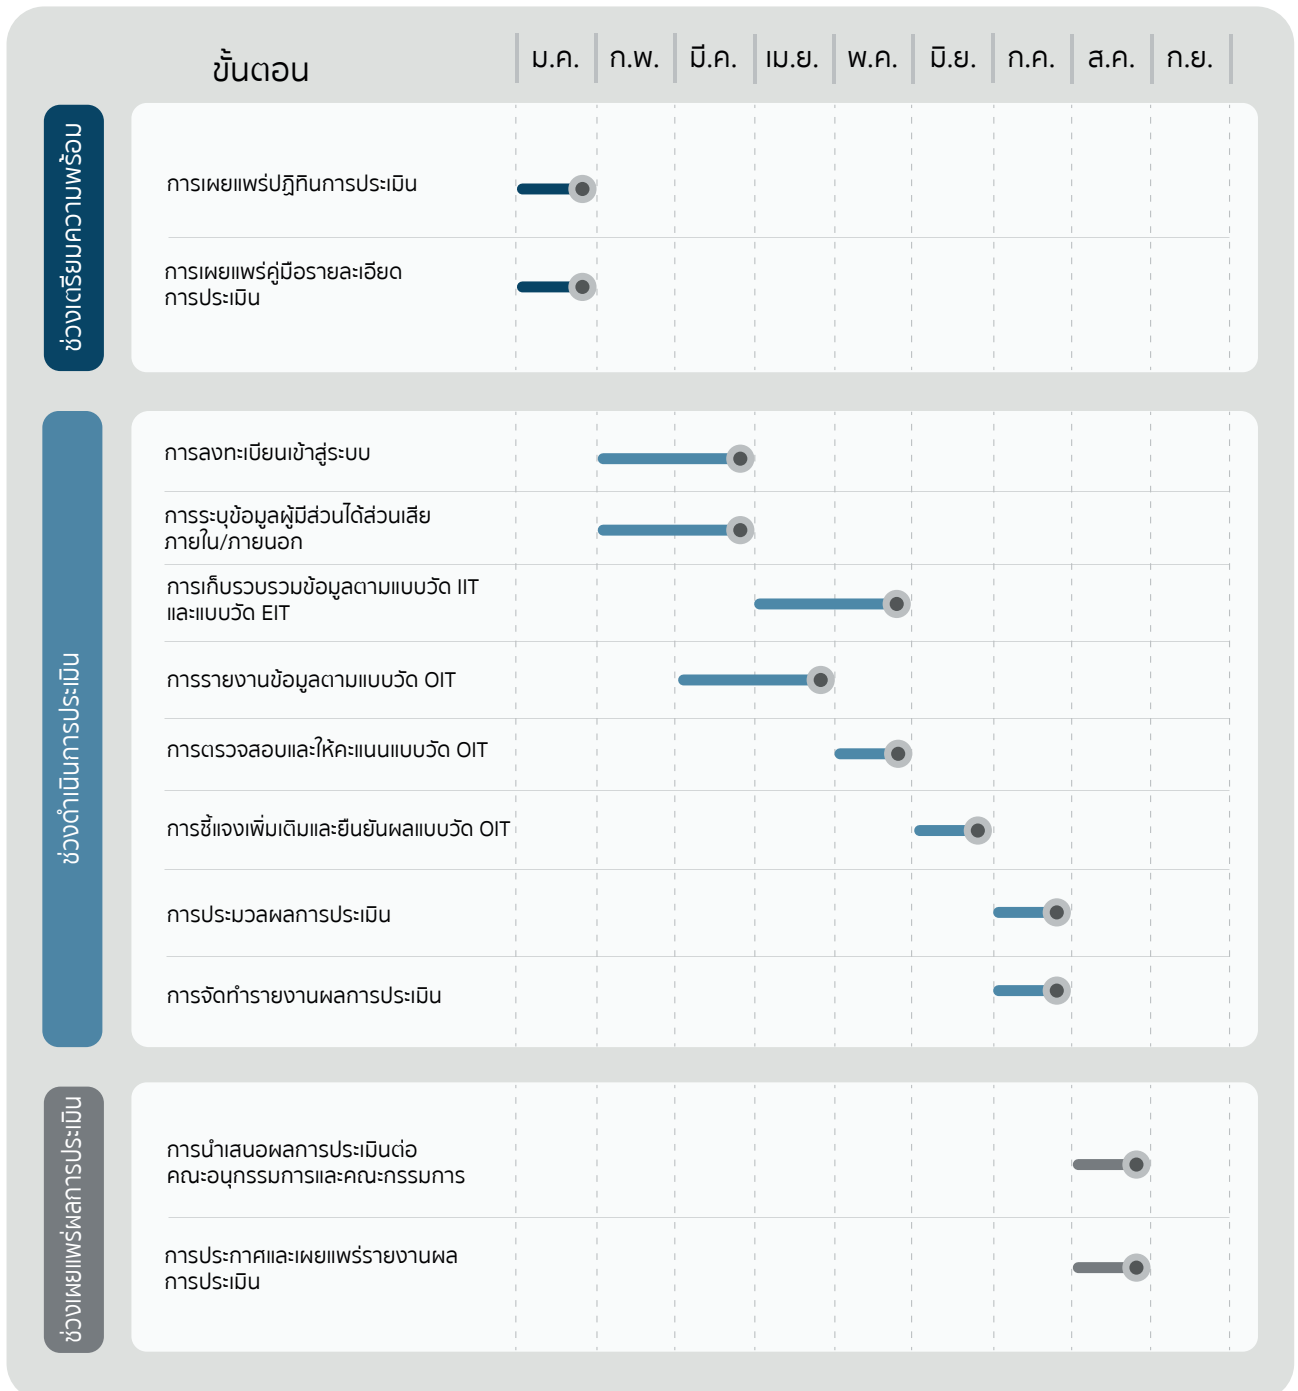 ขั้นตอน
ม.ค.
ก.พ.
มี.ค.
เม.ย.
พ.ค.
มิ.ย.
ก.ค.
ส.ค.
ก.ย.
ช่วงเตรียมความพร้อม
การเผยแพร่ปฏิทินการประเมิน
การเผยแพร่คู่มือรายละเอียด
การประเมิน
ช่วงดำเนินการประเมิน
การลงทะเบียนเข้าสู่ระบบ
การระบุข้อมูลผู้มีส่วนได้ส่วนเสีย
ภายใน/ภายนอก
การเก็บรวบรวมข้อมูลตามแบบวัด IIT
และแบบวัด EIT
การรายงานข้อมูลตามแบบวัด OIT
การตรวจสอบและให้คะแนนแบบวัด OIT
การชี้แจงเพิ่มเติมและยืนยันผลแบบวัด OIT
การประมวลผลการประเมิน
การจัดทำรายงานผลการประเมิน
ช่วงเผยแพร่ผลการประเมิน
การนำเสนอผลการประเมินต่อ
คณะอนุกรรมการและคณะกรรมการ
การประกาศและเผยแพร่รายงานผล
การประเมิน